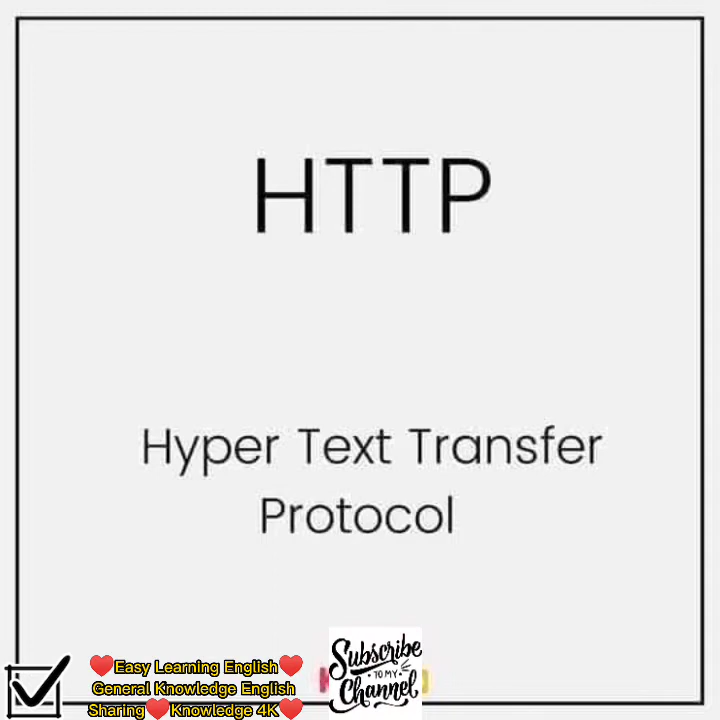 HTTP
Hyper Text Transfer
Protocol
❤️Easy Learning English❤️
General Knowledge English
Sharing❤️Knowledge 4K❤️
Subscribe
TO MY
Channel